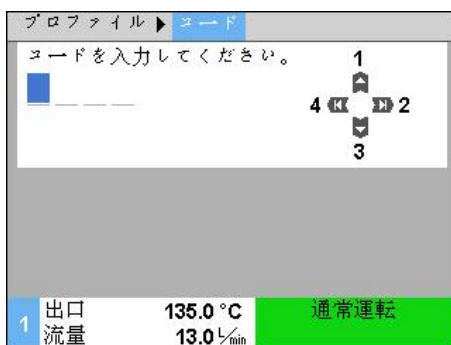 プロファイル ▶ コード
コードを入力してください。
1
4 2
3
1 出口 135.0 °C 通常運転
流量 13.0 L/min